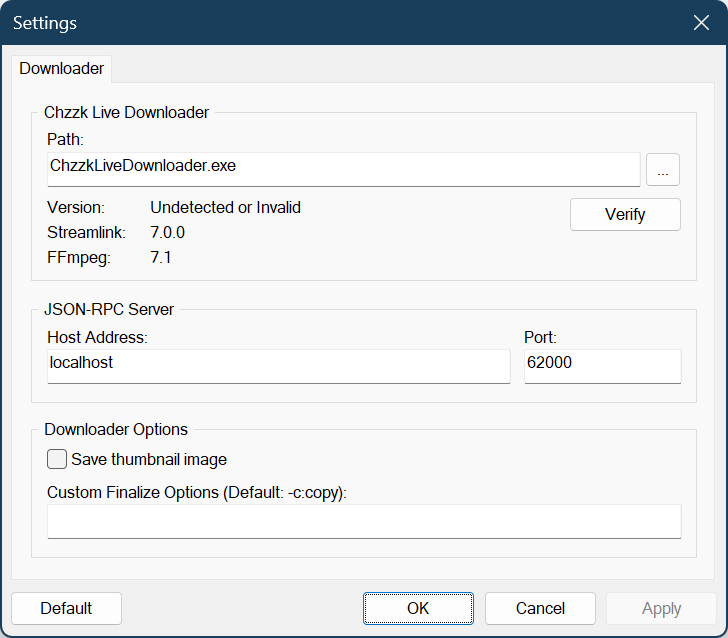 Settings
Downloader
Chzzk Live Downloader
Path:
ChzzkLiveDownloader.exe
...
Version: Undetected or Invalid
Verify
Streamlink: 7.0.0
FFmpeg: 7.1
JSON-RPC Server
Host Address: Port:
localhost 62000
Downloader Options
Save thumbnail image
Custom Finalize Options (Default: -c:copy):
Default OK Cancel Apply